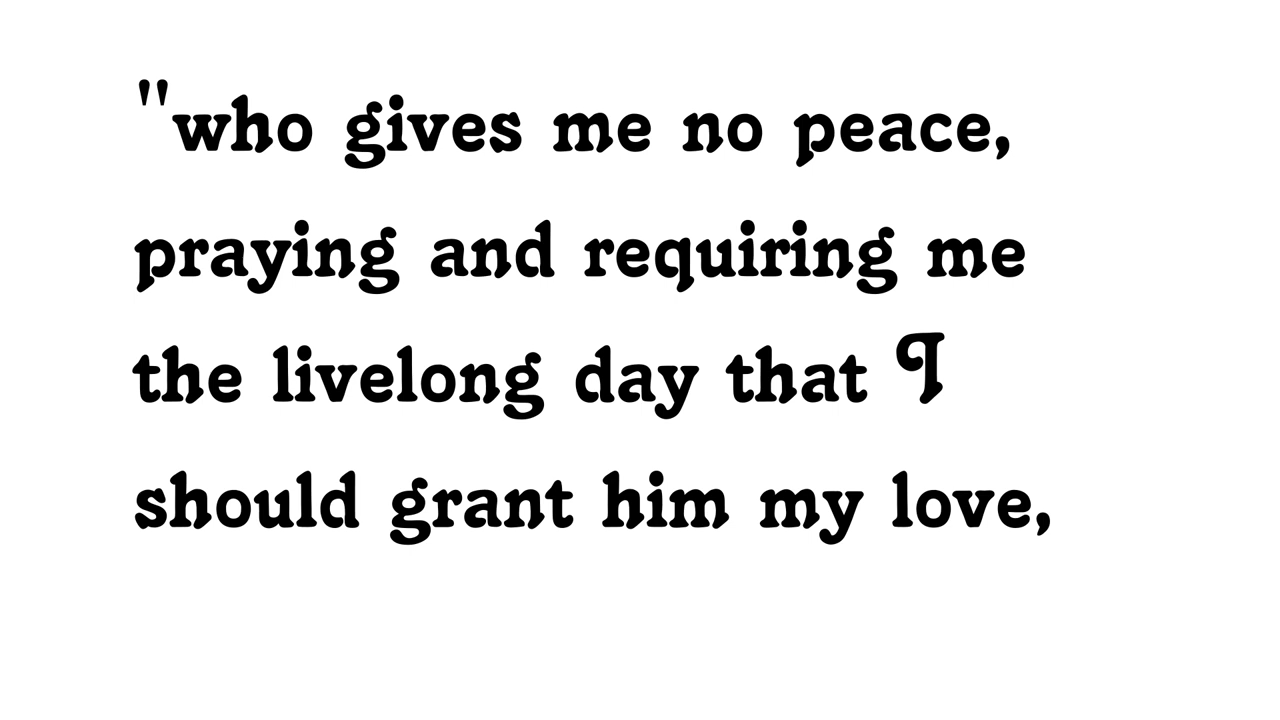 "who gives me no peace,
praying and requiring me
the livelong day that I
should grant him my love,